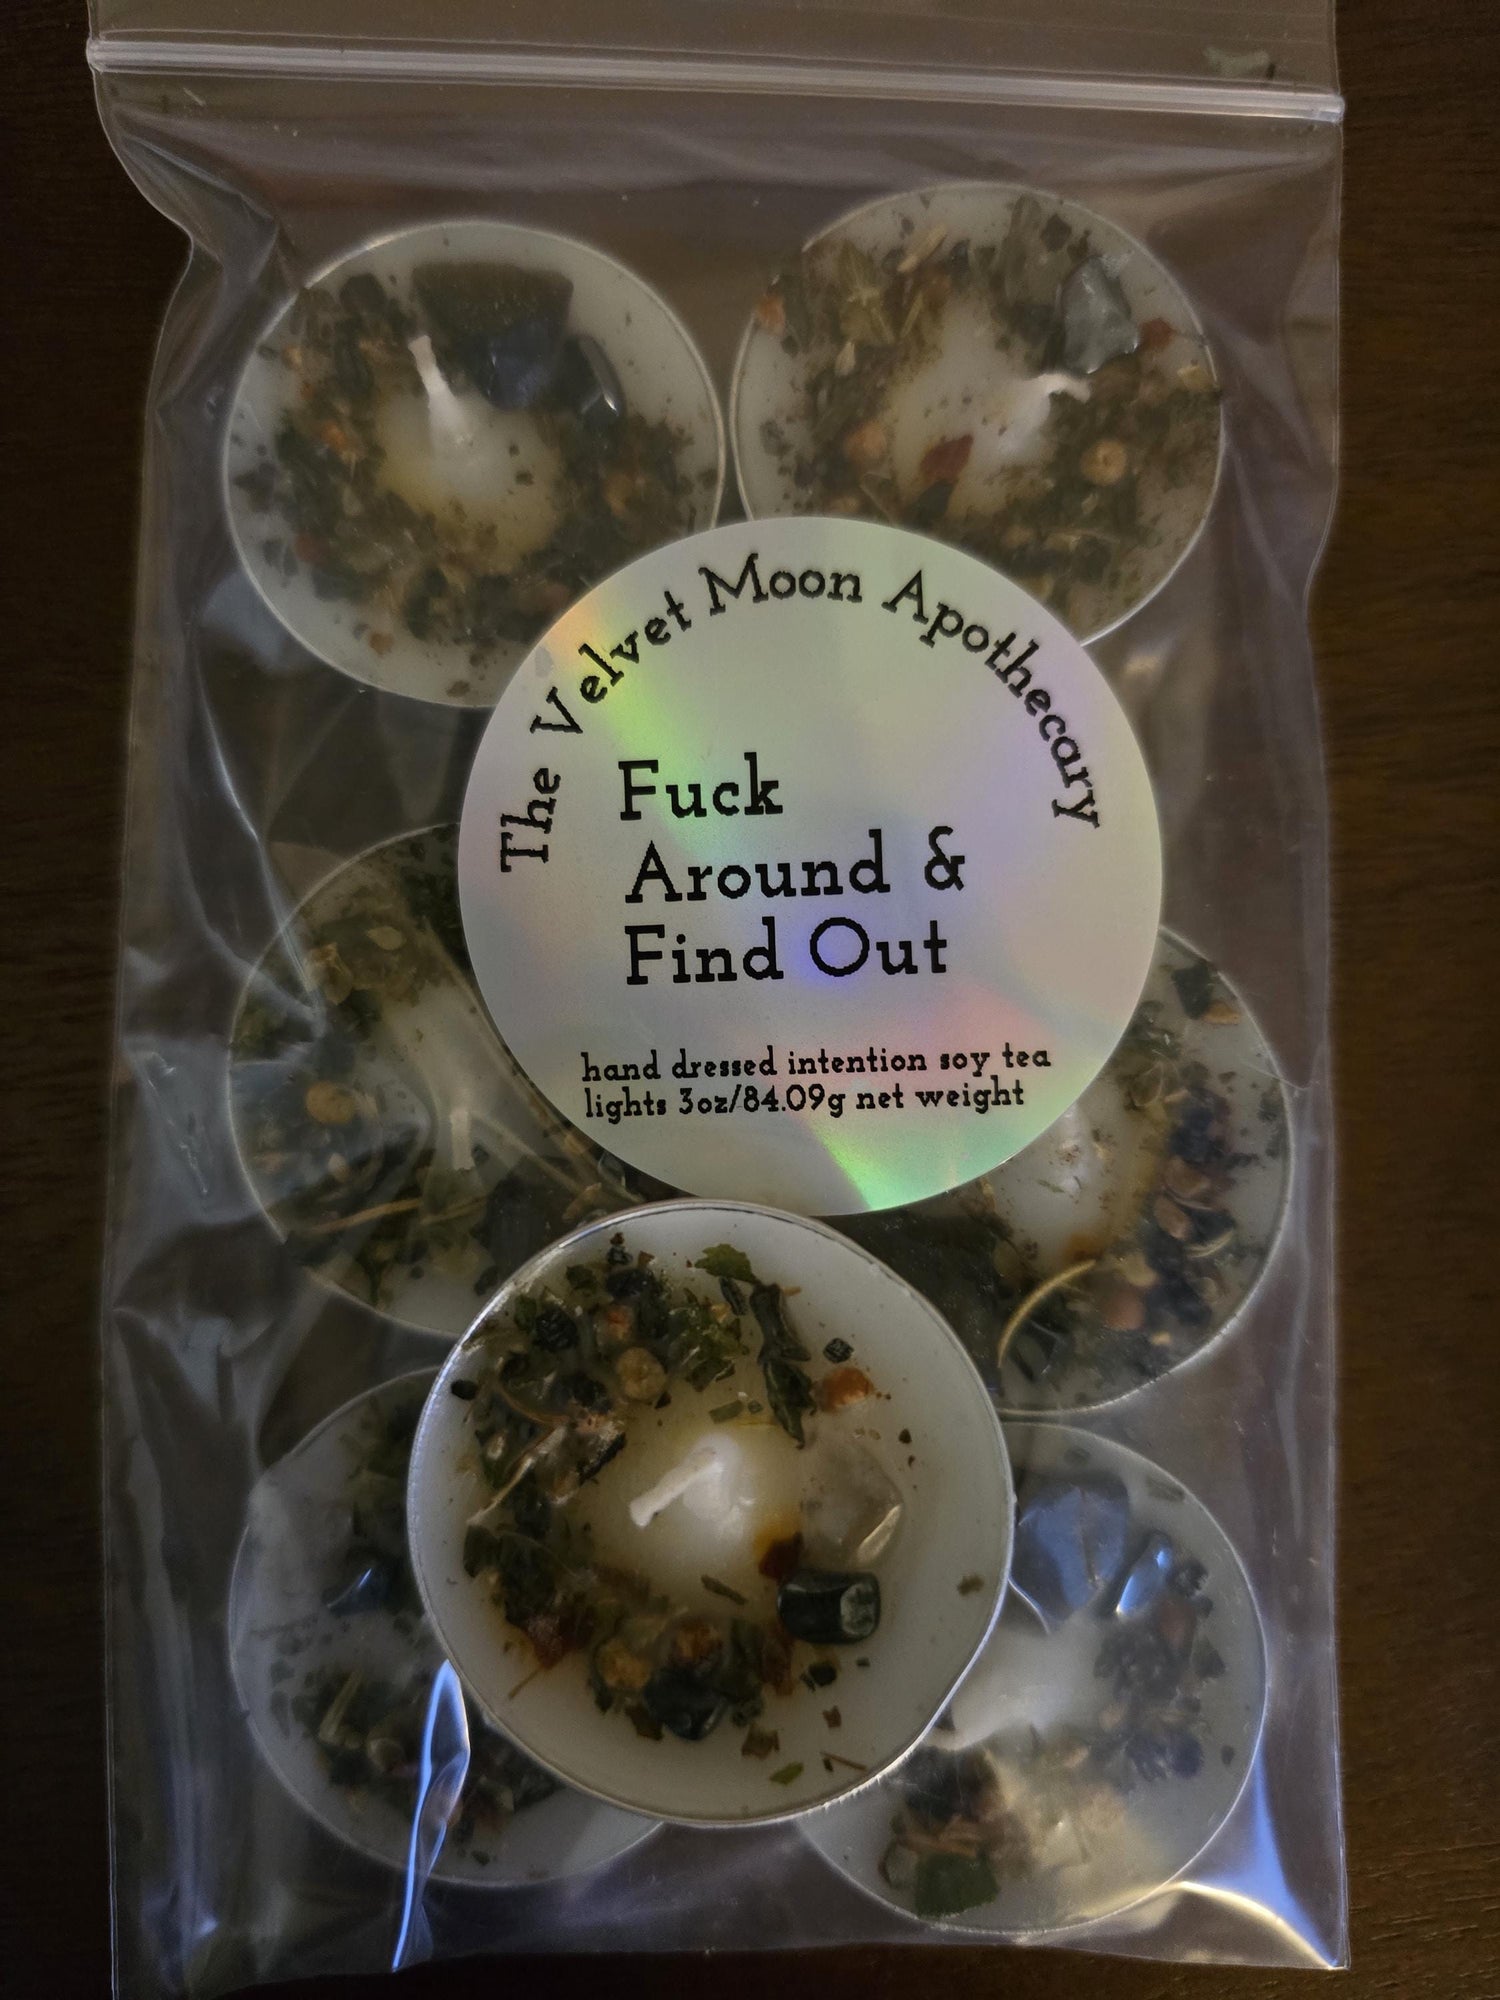 The Velvet Moon Apothecary
Fuck
Around &
Find Out
hand dressed intention soy tea
lights 3oz/84.09g net weight